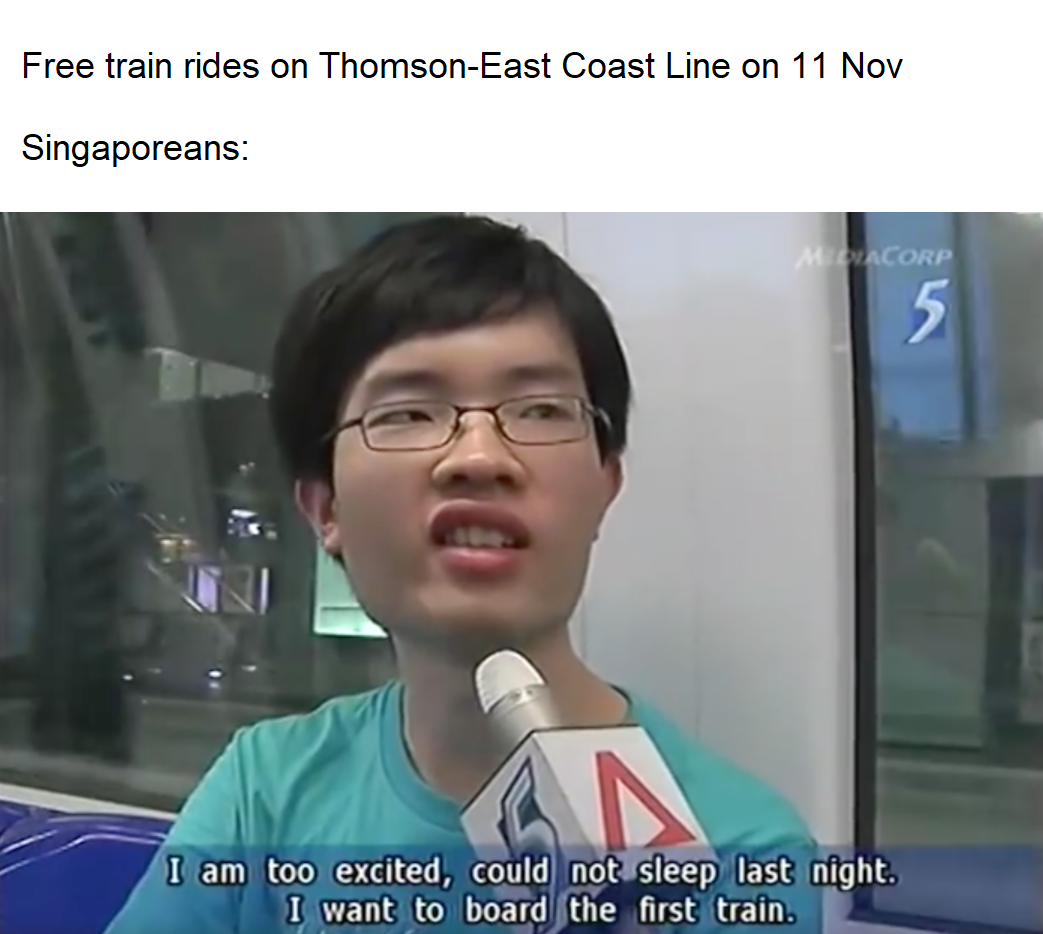 Free train rides on Thomson-East Coast Line on 11 Nov
Singaporeans:
MEDIACORP
5
5
I am too excited, could not sleep last night.
I want to board the first train.